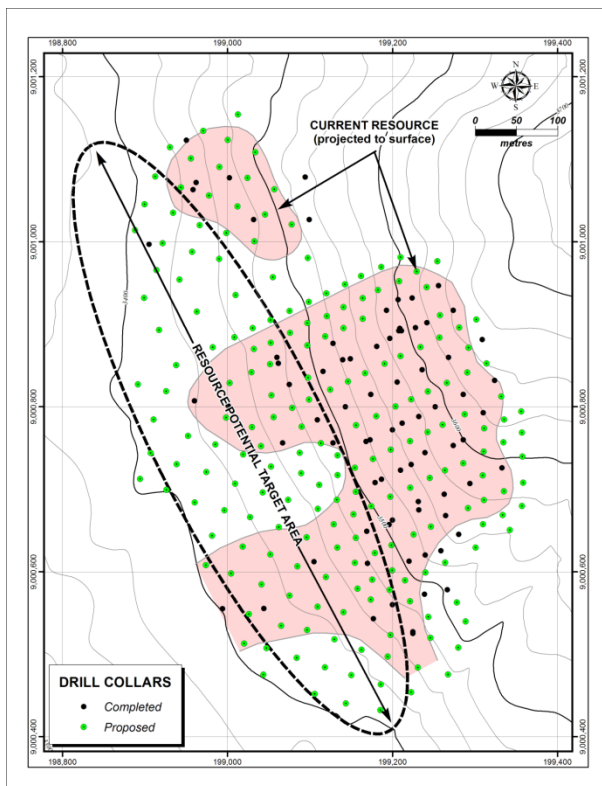 198,800
199,000
199,200
199,400
9,001,200
9,001,000
9,000,800
9,000,600
9,000,400
N
W E
S
0 50 100
metres
CURRENT RESOURCE
(projected to surface)
RESOURCE POTENTIAL TARGET AREA
DRILL COLLARS
Completed
Proposed